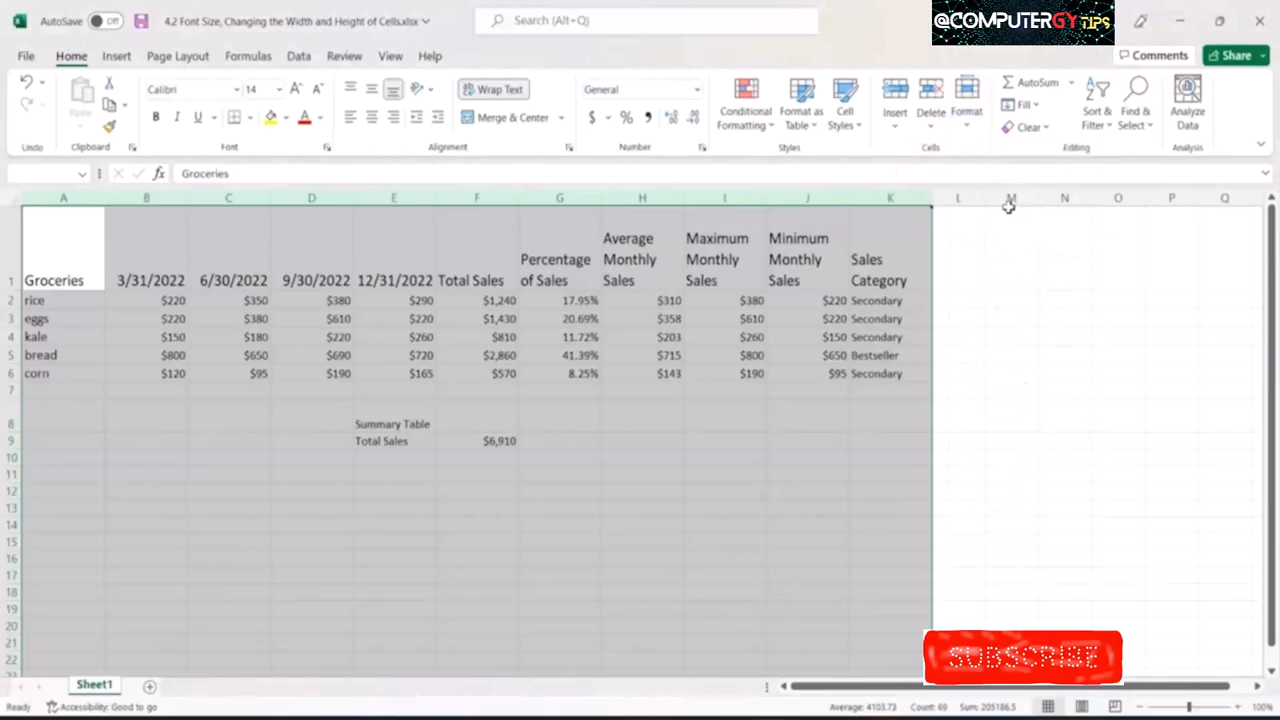 AutoSave Off 4.2 Font Size, Changing the Width and Height of Cells.xlsx Search (Alt+Q) @COMPUTERGY TIPS
File Home Insert Page Layout Formulas Data Review View Help Comments Share
Paste Calibri 14 Wrap Text General Conditional Formatting Format as Table Cell Styles Insert Delete Format AutoSum Sort & Filter Find & Select Analyze Data
B I U A Merge & Center $ % Fill
Clear
Undo Clipboard Font Alignment Number Styles Cells Editing Analysis
fx Groceries
A B C D E F G H I J K L M N O P Q
1 Groceries 3/31/2022 6/30/2022 9/30/2022 12/31/2022 Total Sales Percentage of Sales Average Monthly Sales Maximum Monthly Sales Minimum Monthly Sales Sales Category
2 rice $220 $350 $380 $290 $1,240 17.95% $310 $380 $220 Secondary
3 eggs $220 $380 $610 $220 $1,430 20.69% $358 $610 $220 Secondary
4 kale $150 $180 $220 $260 $810 11.72% $203 $260 $150 Secondary
5 bread $800 $650 $690 $720 $2,860 41.39% $715 $800 $650 Bestseller
6 corn $120 $95 $190 $165 $570 8.25% $143 $190 $95 Secondary
7
8 Summary Table
9 Total Sales $6,910
10
11
12
13
14
15
16
17
18
19
20
21
22
SUBSCRIBE
Sheet1
Ready Accessibility: Good to go Average: 4103.73 Count: 69 Sum: 205186.5 100%